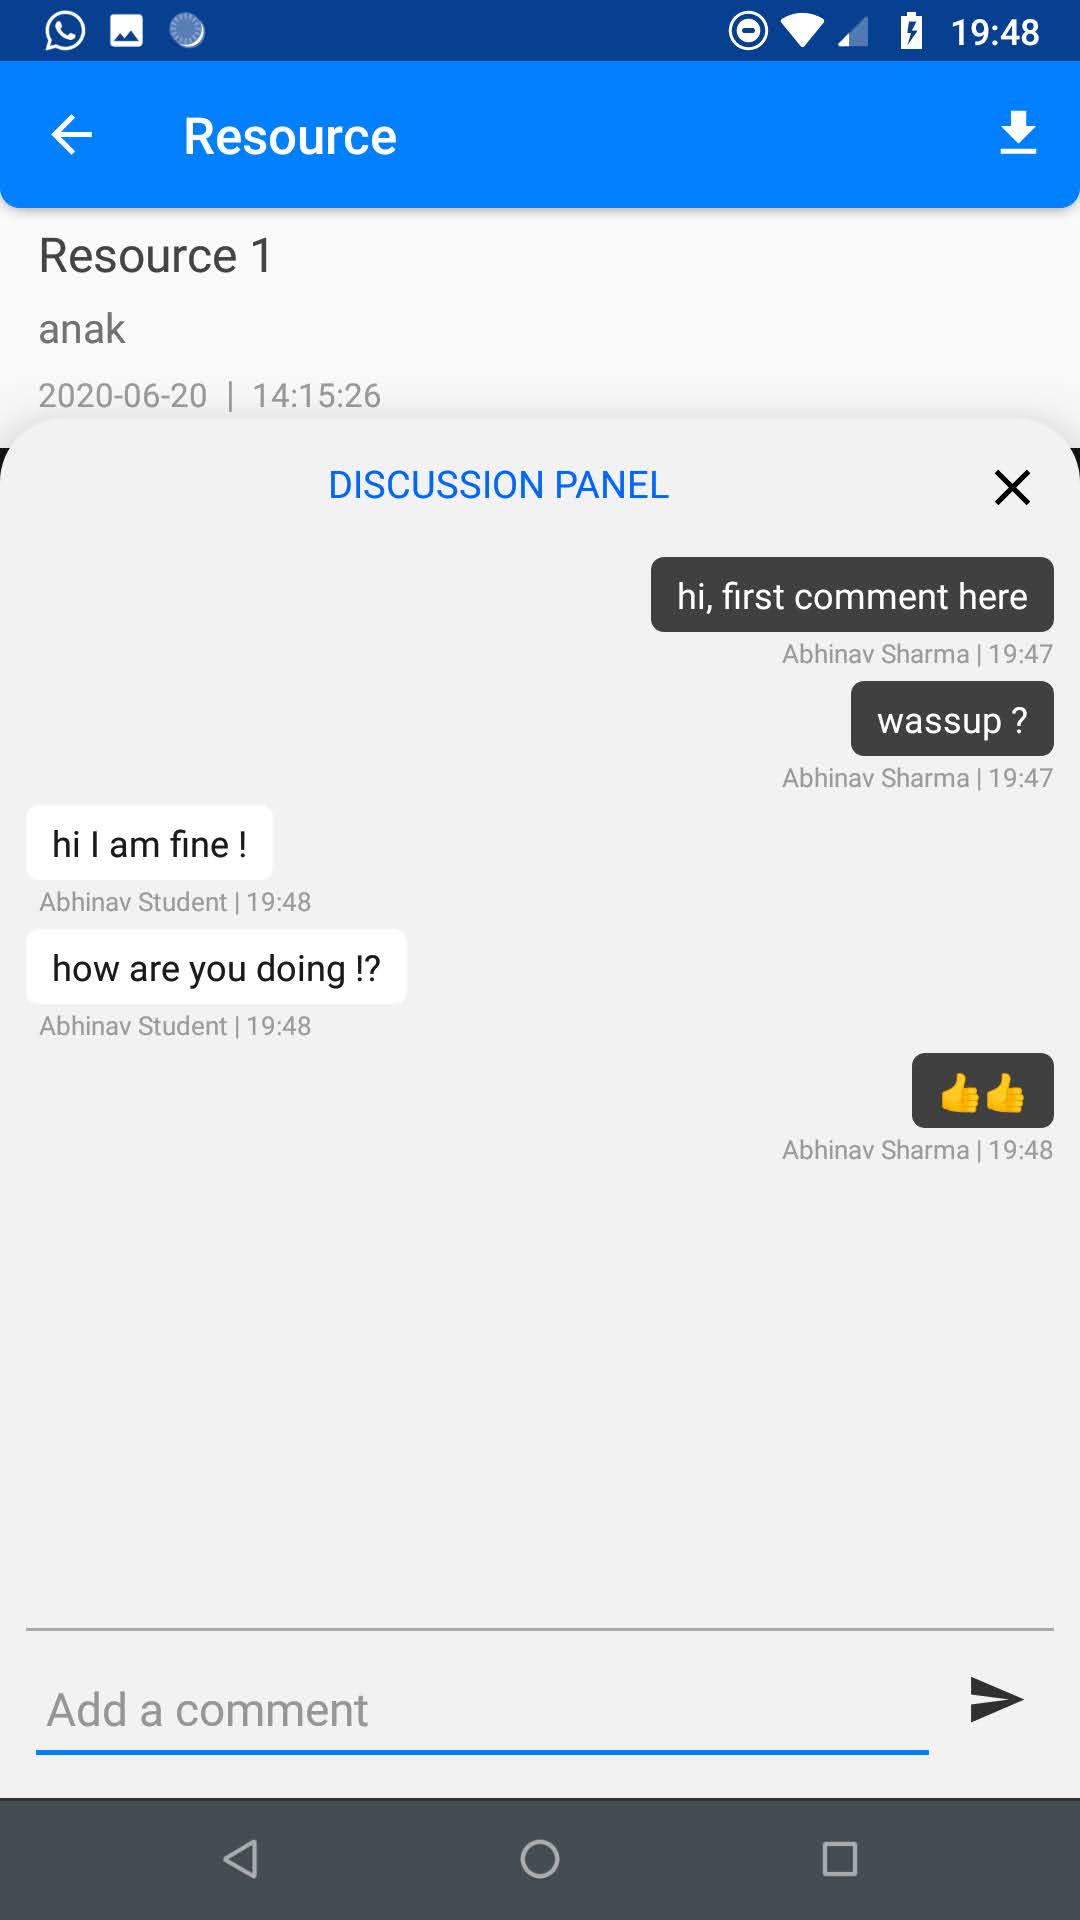 19:48
Resource
Resource 1
anak
2020-06-20 | 14:15:26
DISCUSSION PANEL
hi, first comment here
Abhinav Sharma | 19:47
wassup ?
Abhinav Sharma | 19:47
hi I am fine !
Abhinav Student | 19:48
how are you doing !?
Abhinav Student | 19:48
👍👍
Abhinav Sharma | 19:48
Add a comment